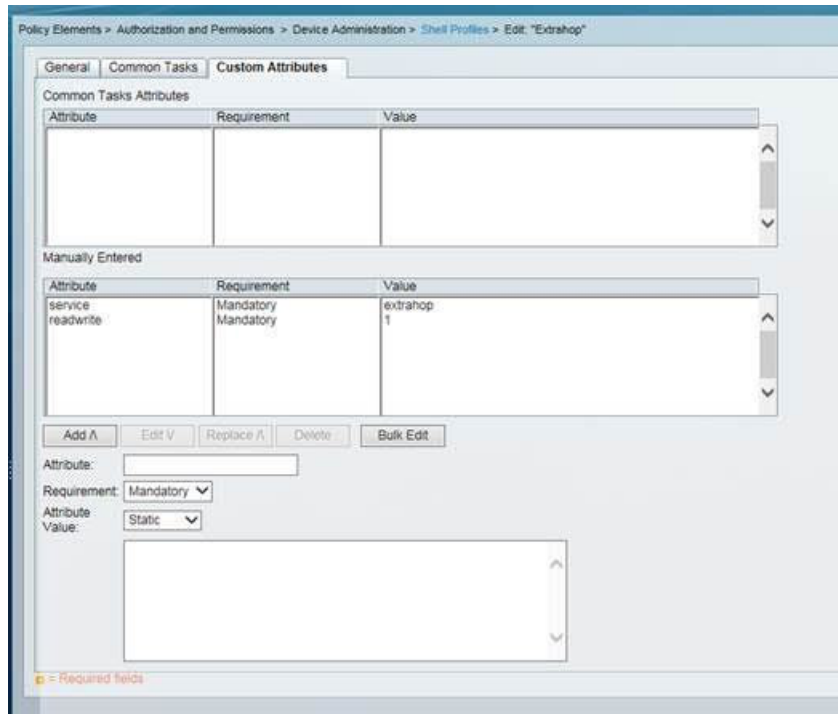 Policy Elements > Authorization and Permissions > Device Administration > Shell Profiles > Edit: "Extrahop"
General Common Tasks Custom Attributes
Common Tasks Attributes
Attribute Requirement Value
Manually Entered
Attribute Requirement Value
service Mandatory extrahop
readwrite Mandatory 1
Add Λ Edit V Replace Λ Delete Bulk Edit
Attribute:
Requirement: Mandatory
Attribute
Value: Static
= Required fields